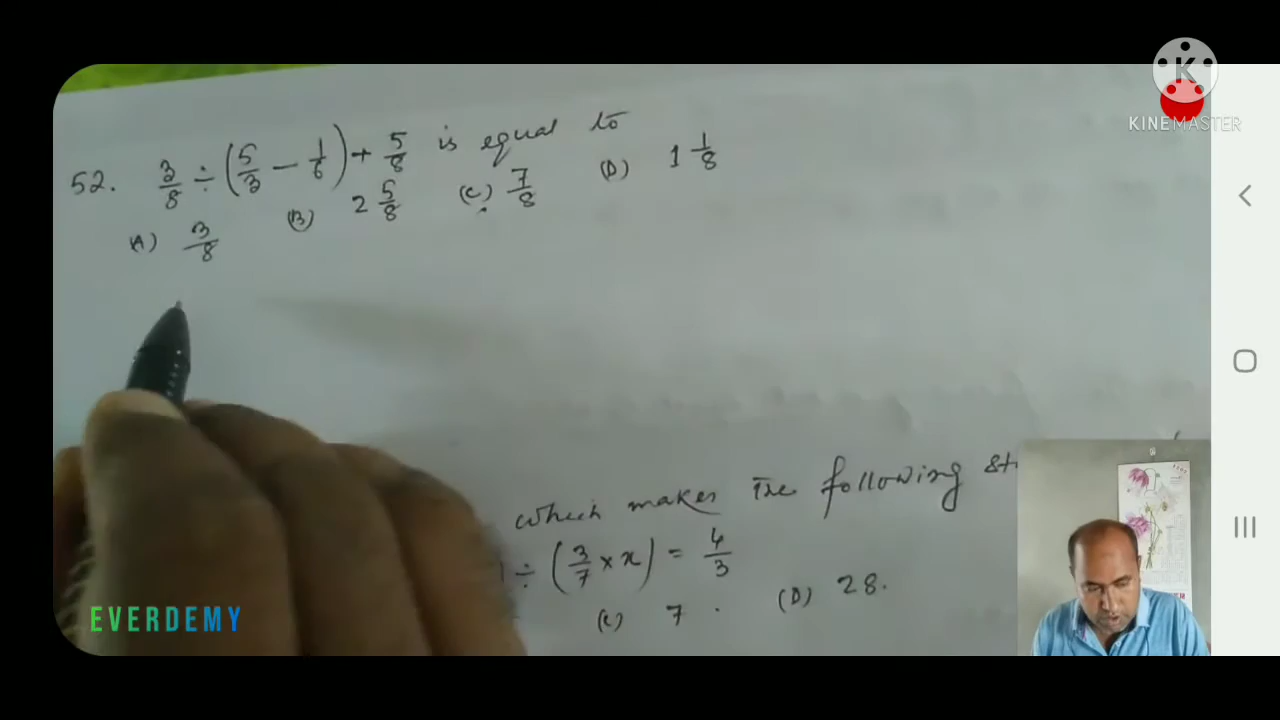 52. 3/8 ÷ (5/3 − 1/6) + 5/8 is equal to
(A) 3/8 (B) 2 5/8 (C) 7/8 (D) 1 1/8
which makes the following
÷ (3/7 × x) = 4/3
(C) 7 . (D) 28.
EVERDEMY
K
KINEMASTER